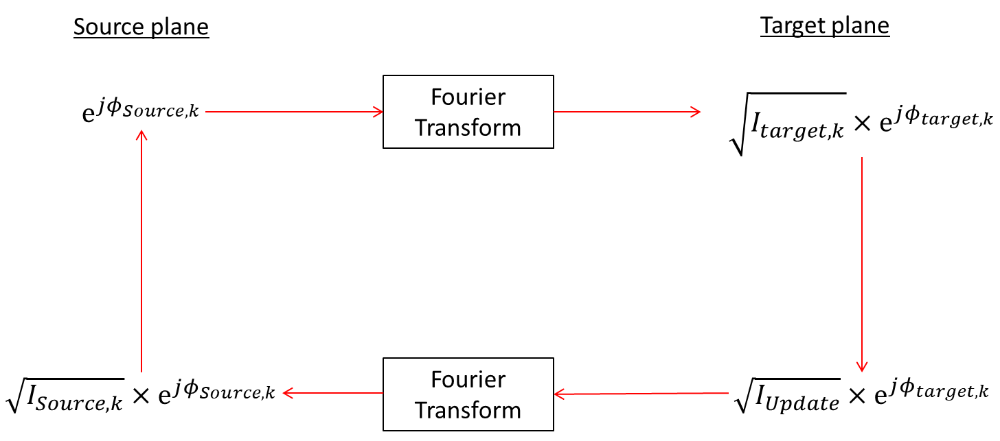 Source plane
Target plane
e^{jϕ_{Source,k}}
Fourier
Transform
√I_{target,k} × e^{jϕ_{target,k}}
√I_{Source,k} × e^{jϕ_{Source,k}}
Fourier
Transform
√I_{Update} × e^{jϕ_{target,k}}